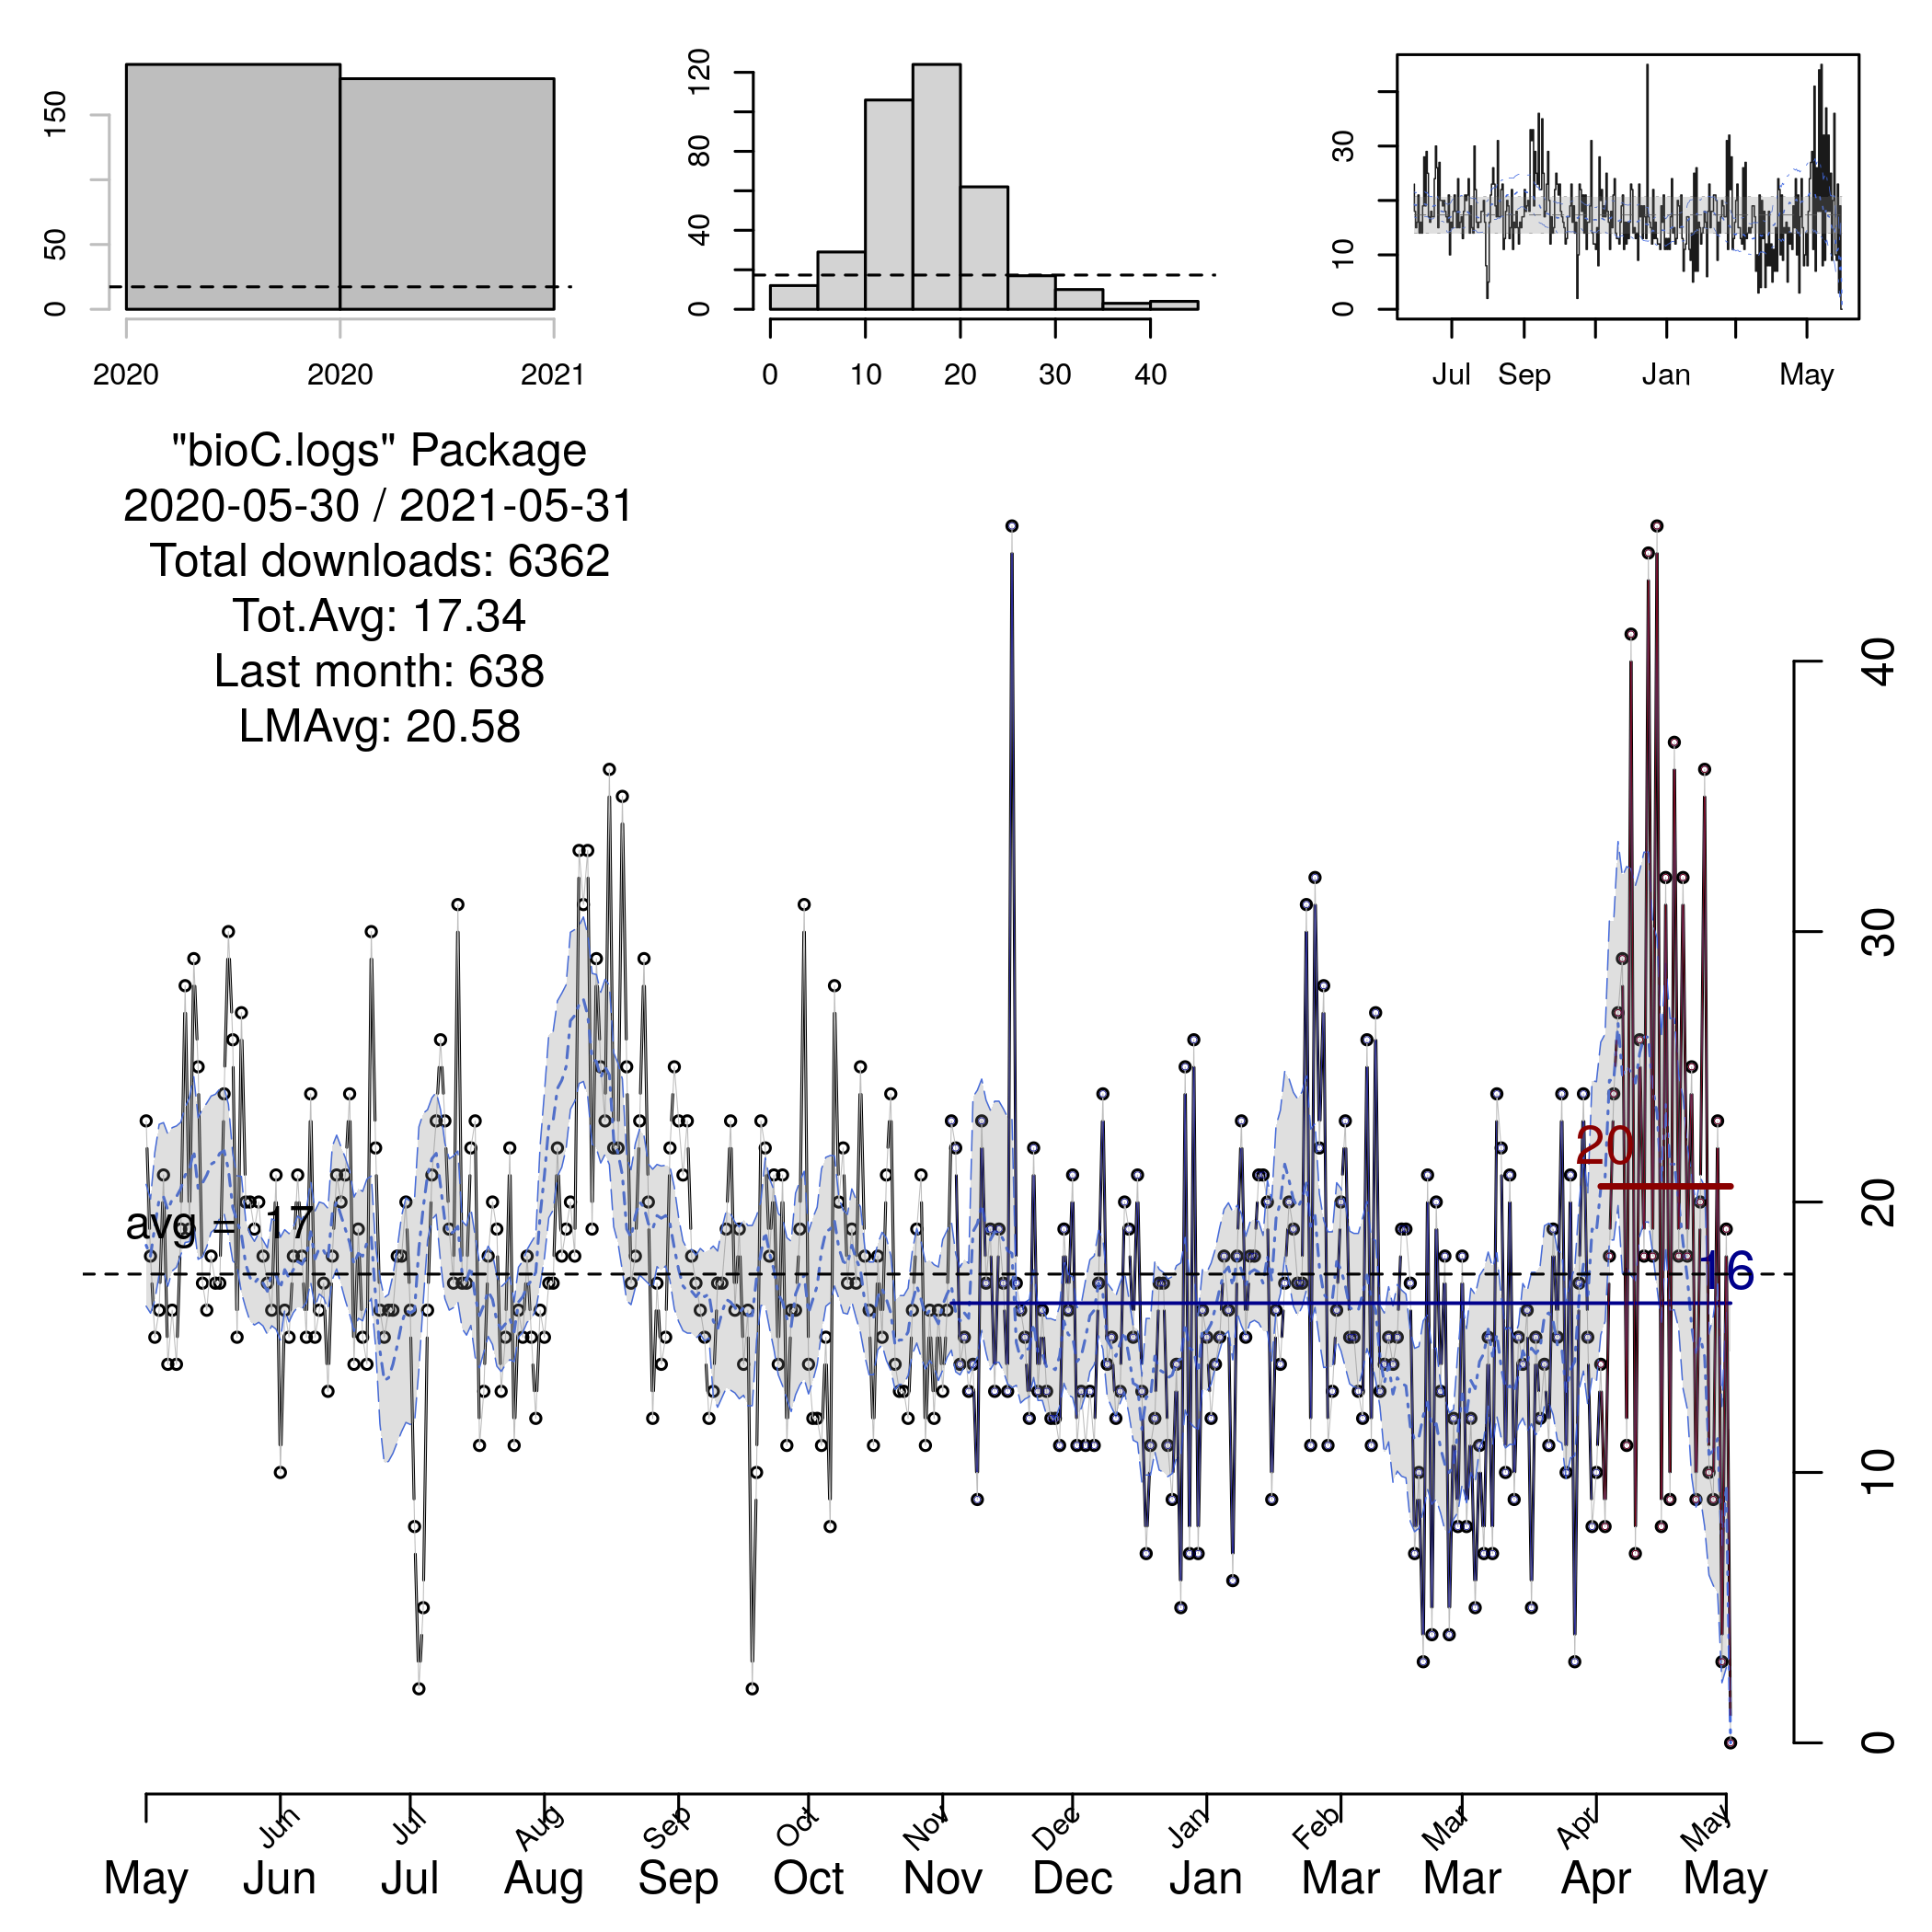 150
50
0
2020 2020 2021
120
80
40
0
0 10 20 30 40
30
10
0
Jul Sep Jan May
"bioC.logs" Package
2020-05-30 / 2021-05-31
Total downloads: 6362
Tot.Avg: 17.34
Last month: 638
LMAvg: 20.58
avg = 17
20
16
40
30
20
10
0
Jun Jul Aug Sep Oct Nov Dec Jan Feb Mar Apr May
May Jun Jul Aug Sep Oct Nov Dec Jan Mar Mar Apr May